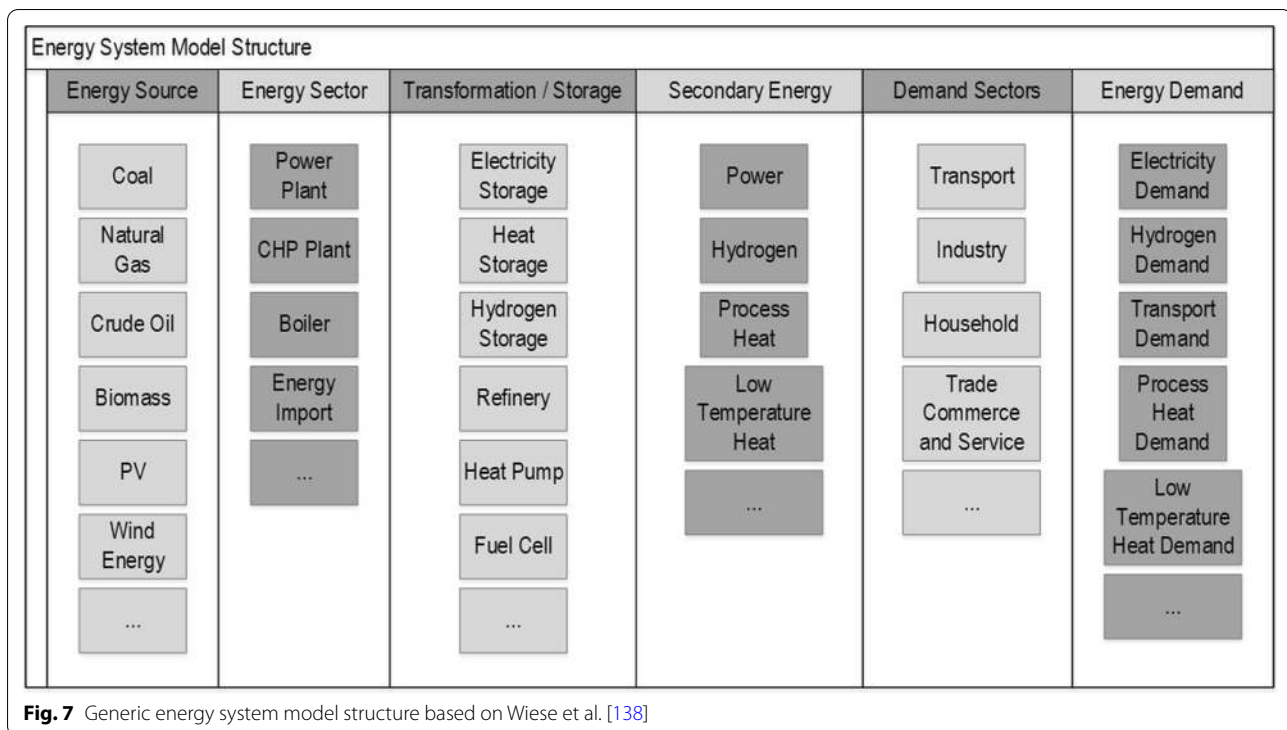 Energy System Model Structure
Energy Source
Energy Sector
Transformation / Storage
Secondary Energy
Demand Sectors
Energy Demand
Coal
Natural
Gas
Crude Oil
Biomass
PV
Wind
Energy
...
Power
Plant
CHP Plant
Boiler
Energy
Import
...
Electricity
Storage
Heat
Storage
Hydrogen
Storage
Refinery
Heat Pump
Fuel Cell
...
Power
Hydrogen
Process
Heat
Low
Temperature
Heat
...
Transport
Industry
Household
Trade
Commerce
and Service
...
Electricity
Demand
Hydrogen
Demand
Transport
Demand
Process
Heat
Demand
Low
Temperature
Heat Demand
...
Fig. 7 Generic energy system model structure based on Wiese et al. [138]